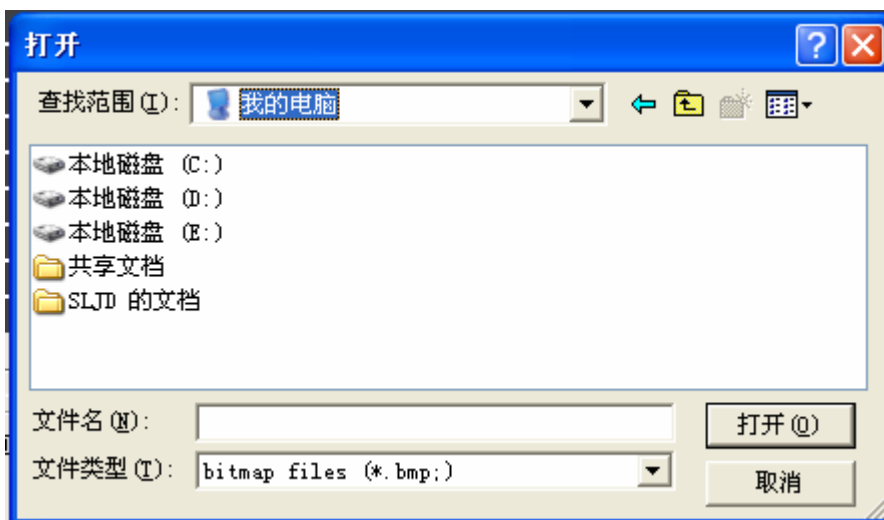 打开
查找范围(I): 我的电脑
本地磁盘 (C:)
本地磁盘 (D:)
本地磁盘 (E:)
共享文档
SLJD 的文档
文件名(N): 打开(O)
文件类型(T): bitmap files (*.bmp;) 取消